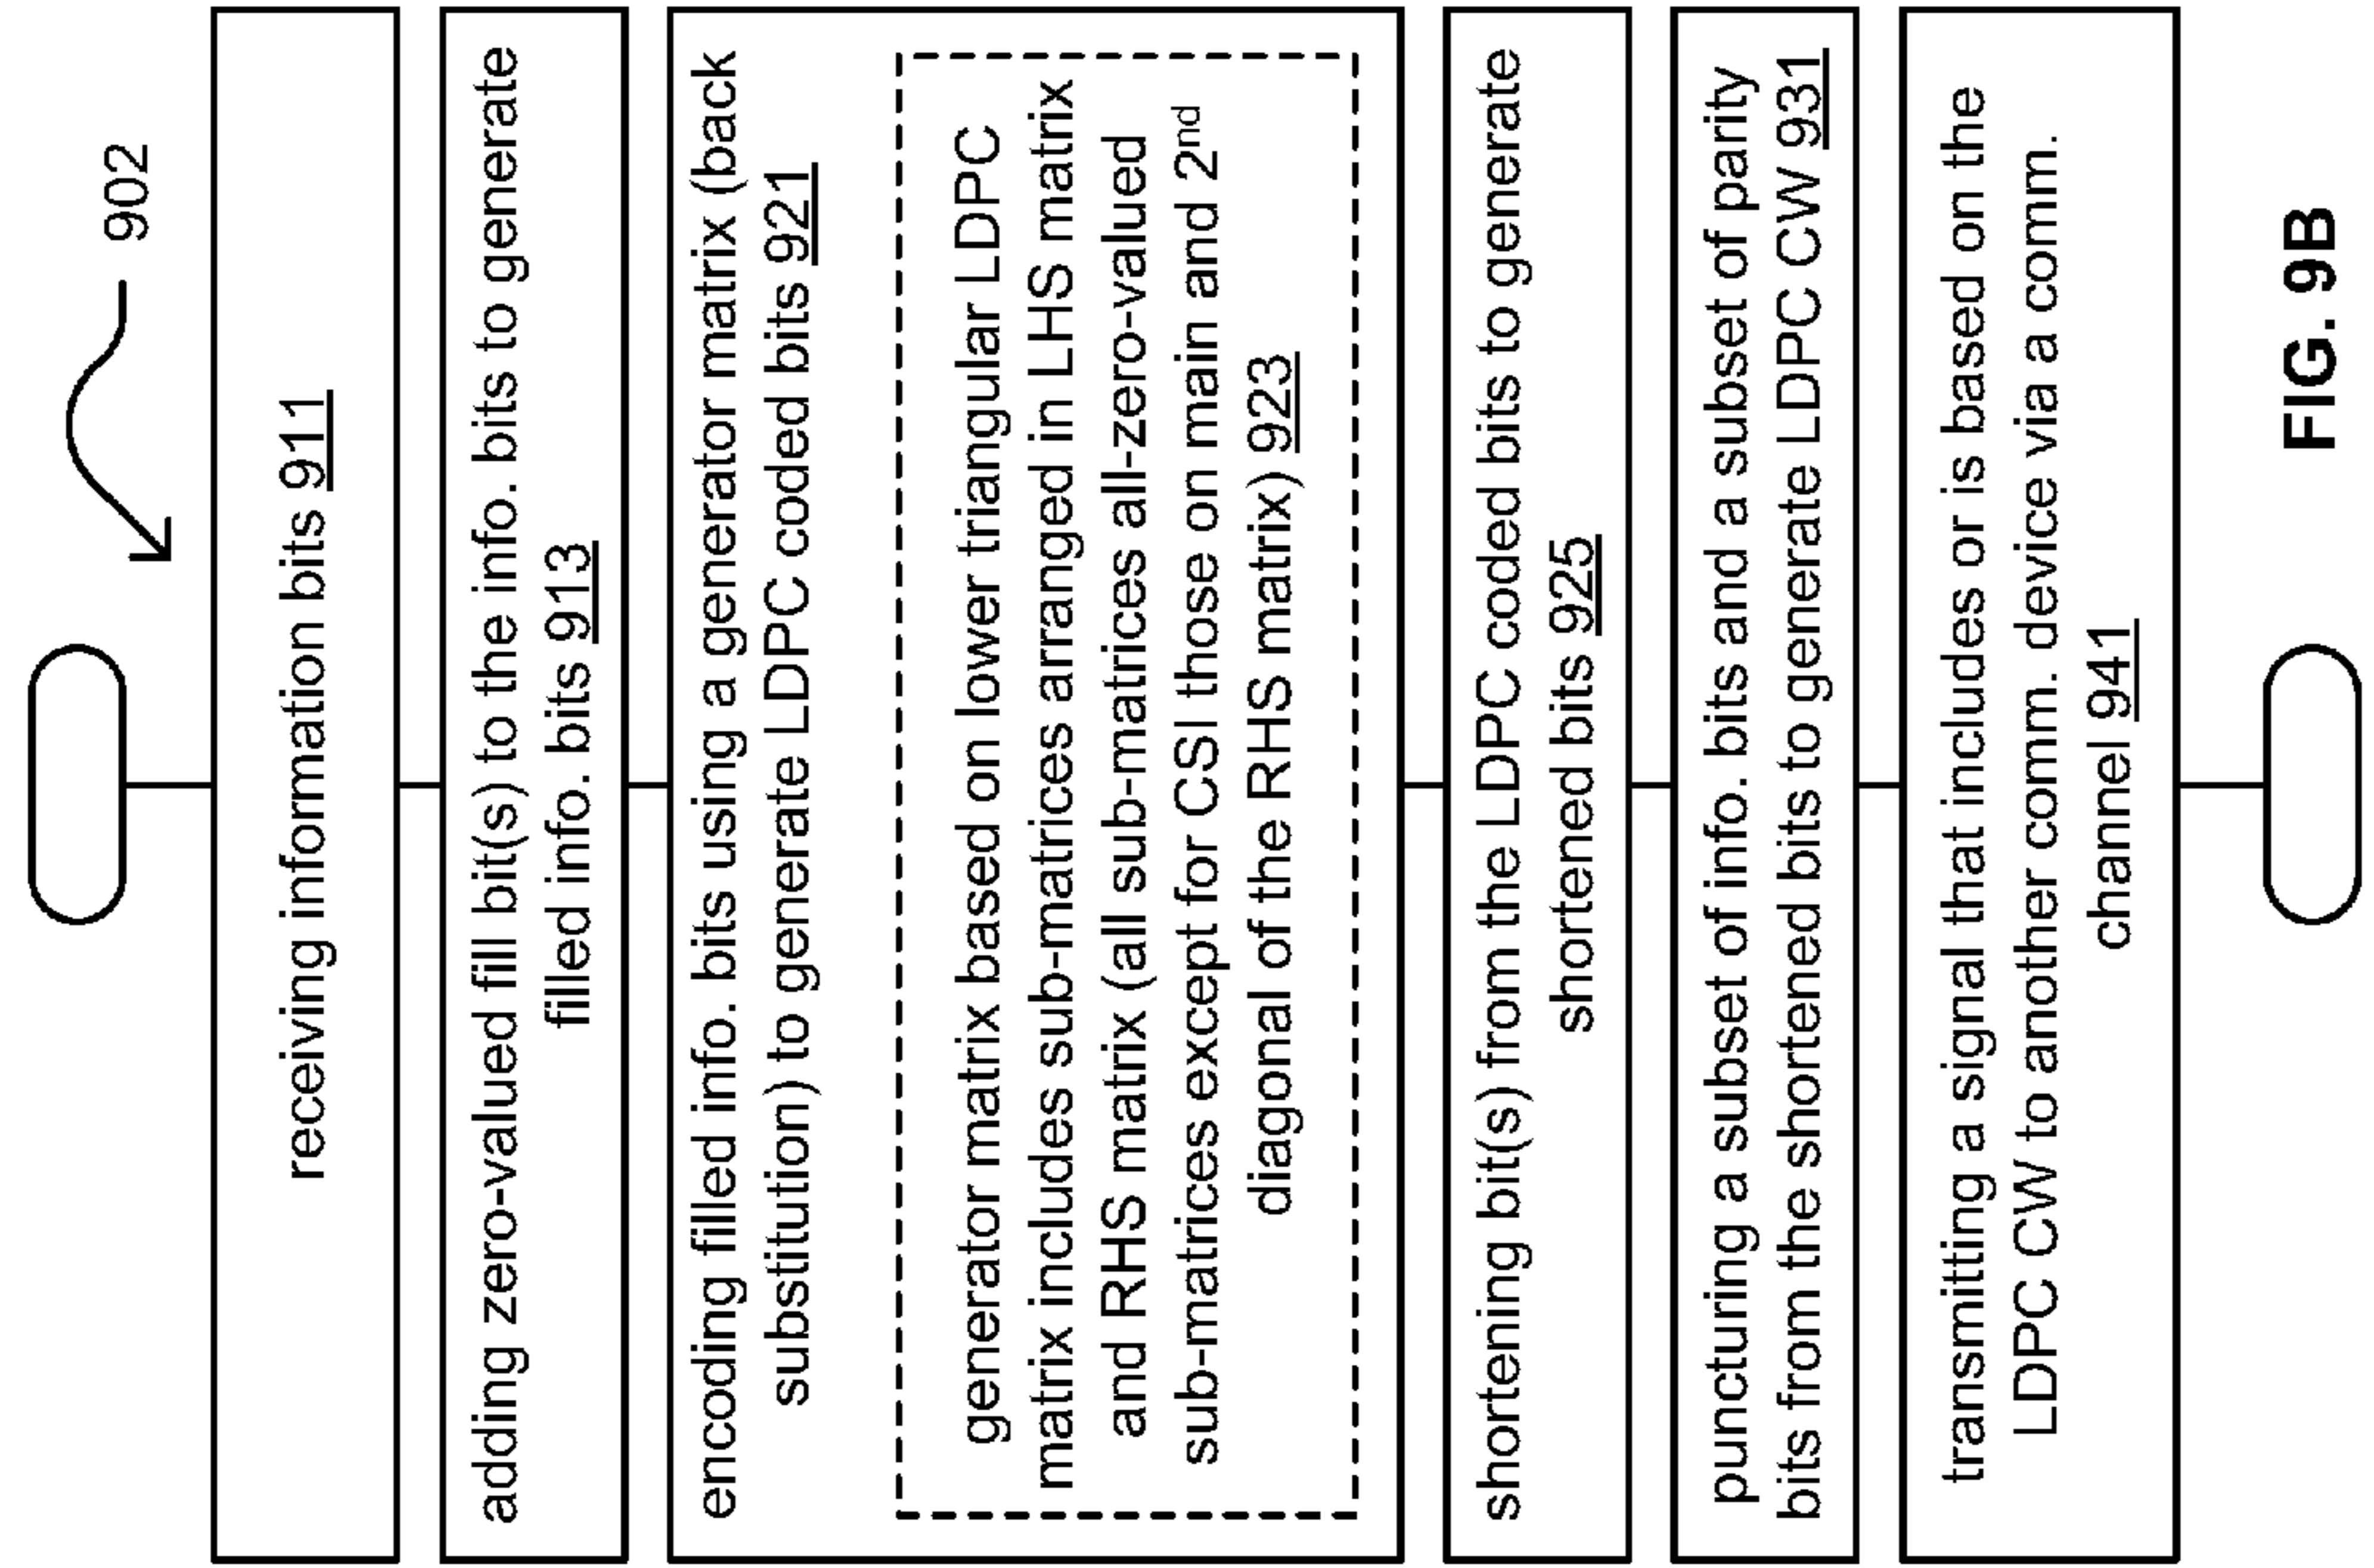 902
receiving information bits 911
adding zero-valued fill bit(s) to the info. bits to generate
filled info. bits 913
encoding filled info. bits using a generator matrix (back
substitution) to generate LDPC coded bits 921
generator matrix based on lower triangular LDPC
matrix includes sub-matrices arranged in LHS matrix
and RHS matrix (all sub-matrices all-zero-valued
sub-matrices except for CSI those on main and 2nd
diagonal of the RHS matrix) 923
shortening bit(s) from the LDPC coded bits to generate
shortened bits 925
puncturing a subset of info. bits and a subset of parity
bits from the shortened bits to generate LDPC CW 931
transmitting a signal that includes or is based on the
LDPC CW to another comm. device via a comm.
channel 941
FIG. 9B